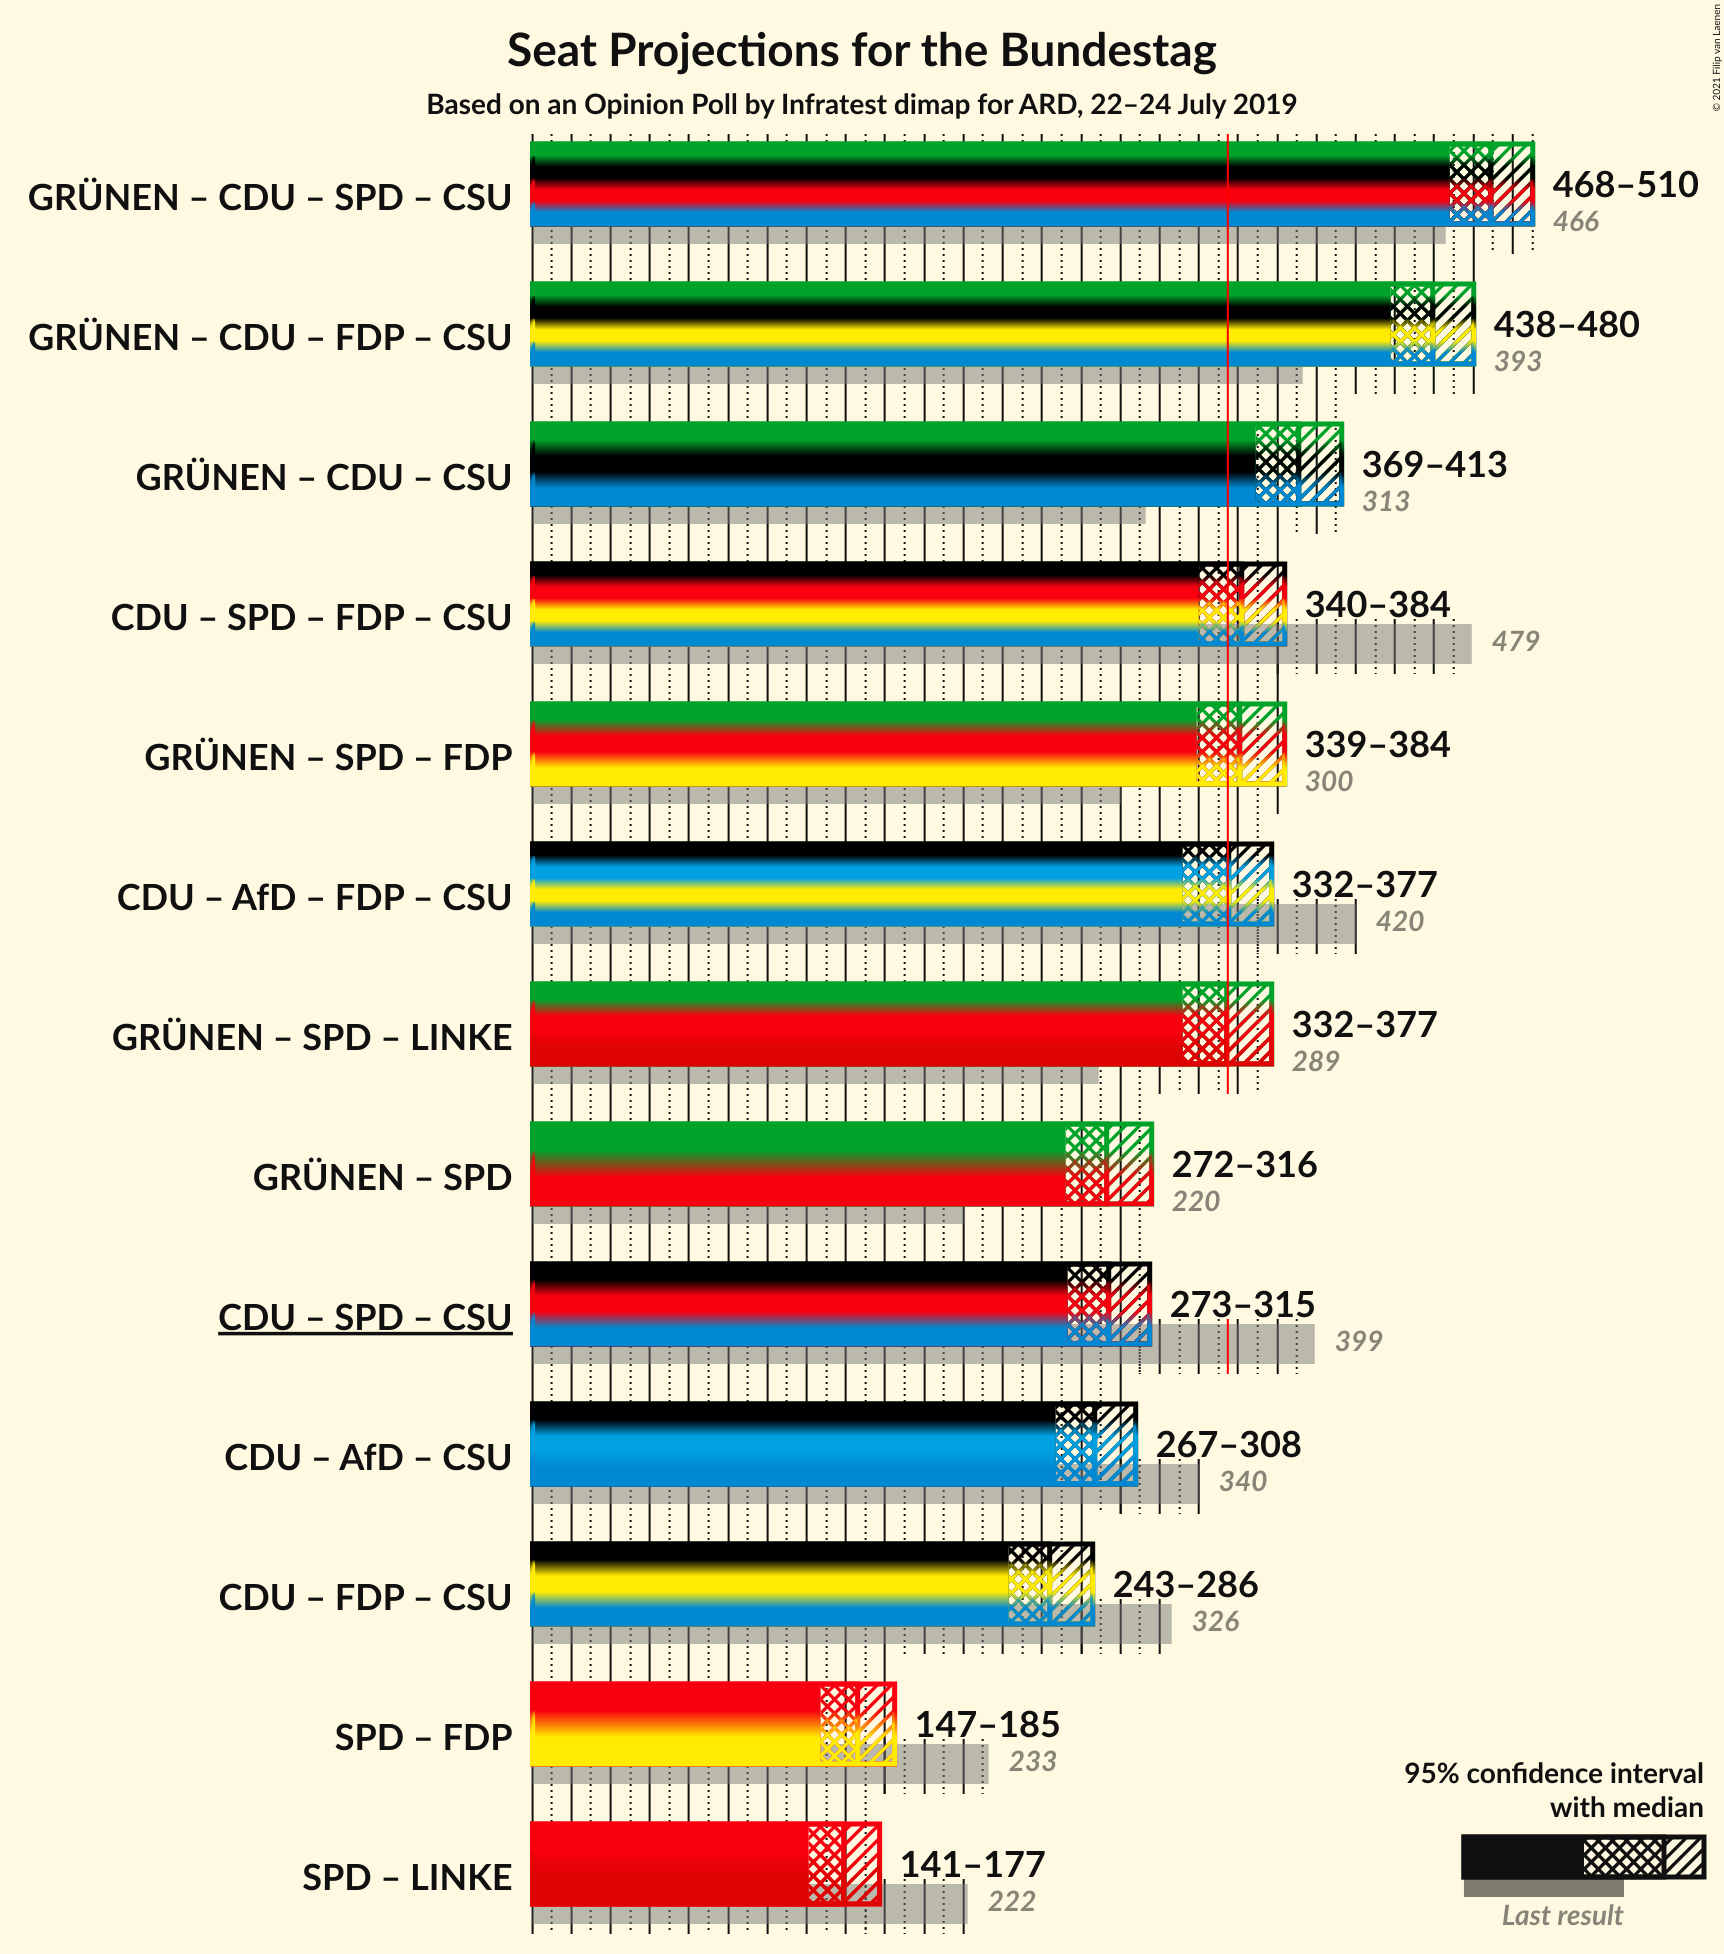 Seat Projections for the Bundestag
Based on an Opinion Poll by Infratest dimap for ARD, 22–24 July 2019
© 2021 Filip van Laenen
GRÜNEN – CDU – SPD – CSU
468–510
466
GRÜNEN – CDU – FDP – CSU
438–480
393
GRÜNEN – CDU – CSU
369–413
313
CDU – SPD – FDP – CSU
340–384
479
GRÜNEN – SPD – FDP
339–384
300
CDU – AfD – FDP – CSU
332–377
420
GRÜNEN – SPD – LINKE
332–377
289
GRÜNEN – SPD
272–316
220
CDU – SPD – CSU
273–315
399
CDU – AfD – CSU
267–308
340
CDU – FDP – CSU
243–286
326
SPD – FDP
147–185
233
SPD – LINKE
141–177
222
95% confidence interval
with median
Last result